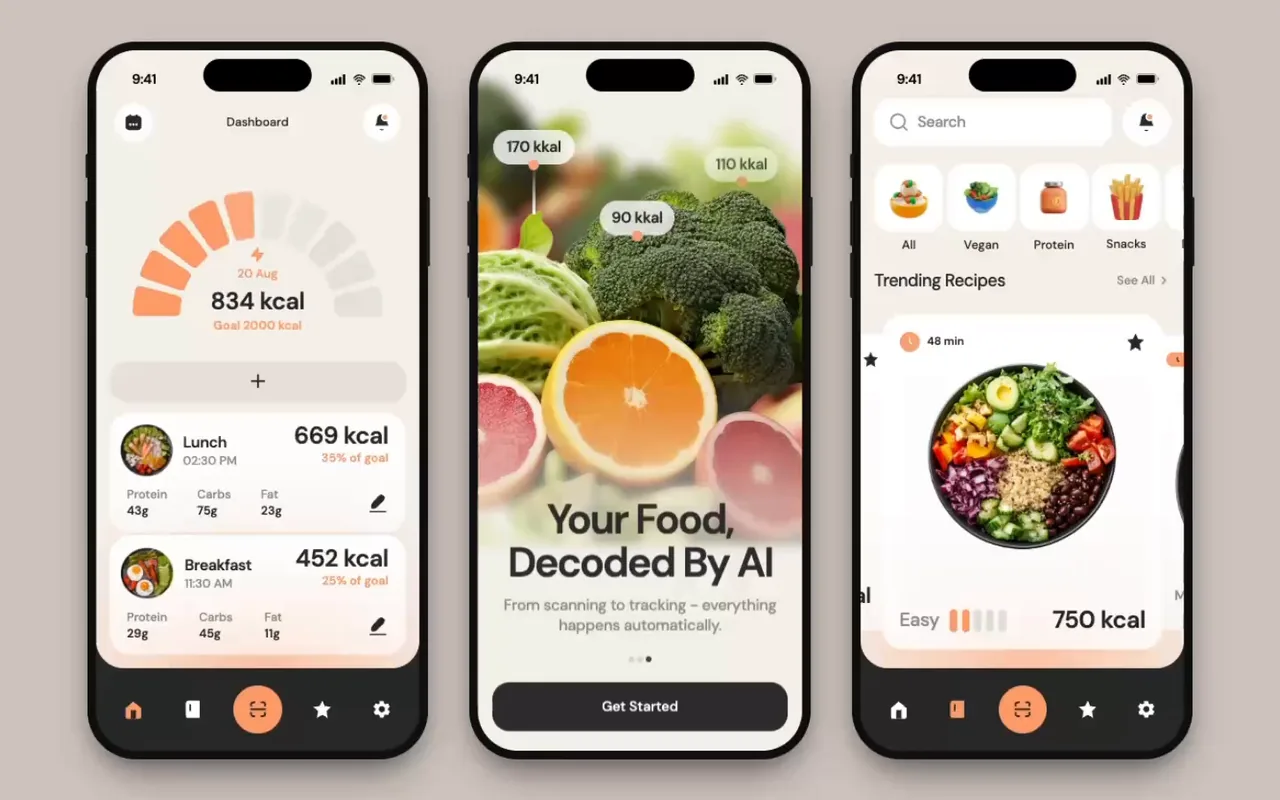 9:41
Dashboard
20 Aug
834 kcal
Goal 2000 kcal
+
Lunch
02:30 PM
669 kcal
35% of goal
Protein Carbs Fat
43g 75g 23g
Breakfast
11:30 AM
452 kcal
25% of goal
Protein Carbs Fat
29g 45g 11g
9:41
170 kkal
110 kkal
90 kkal
Your Food,
Decoded By AI
From scanning to tracking – everything
happens automatically.
Get Started
9:41
Search
All Vegan Protein Snacks
Trending Recipes See All >
48 min
Easy 750 kcal